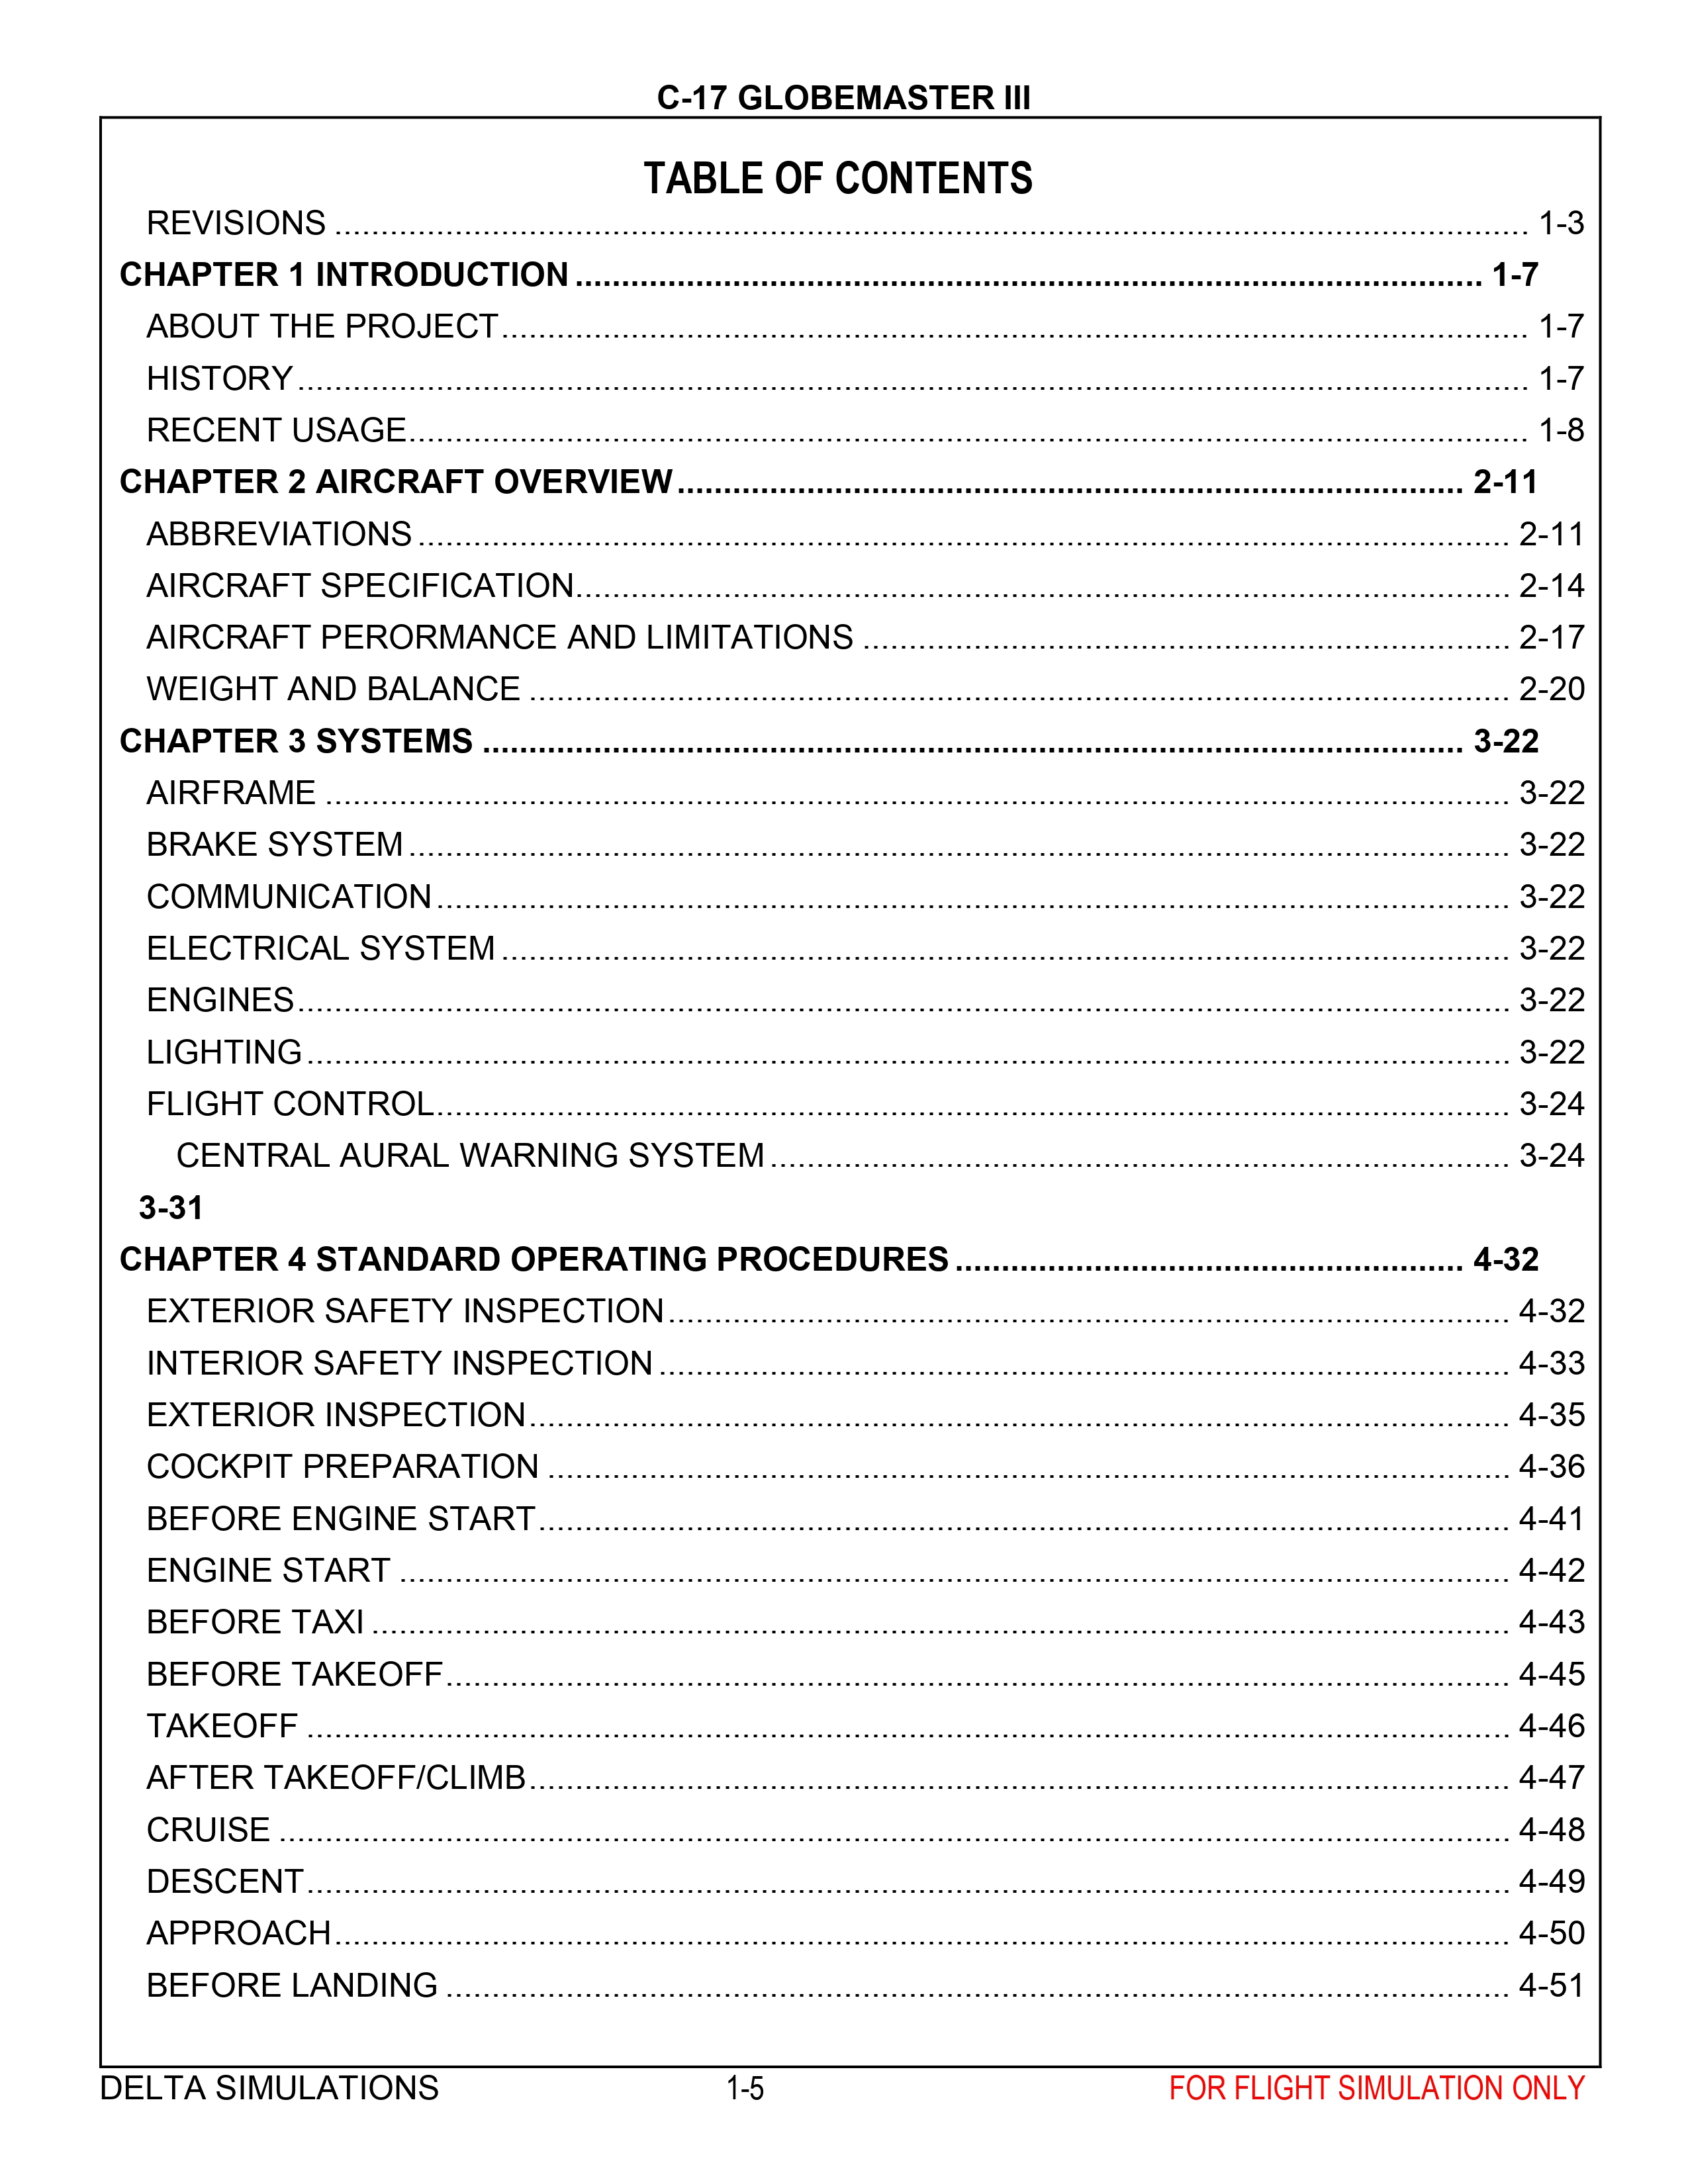 C-17 GLOBEMASTER III
TABLE OF CONTENTS
REVISIONS ........ 1-3
CHAPTER 1 INTRODUCTION ........ 1-7
ABOUT THE PROJECT ........ 1-7
HISTORY ........ 1-7
RECENT USAGE ........ 1-8
CHAPTER 2 AIRCRAFT OVERVIEW ........ 2-11
ABBREVIATIONS ........ 2-11
AIRCRAFT SPECIFICATION ........ 2-14
AIRCRAFT PERORMANCE AND LIMITATIONS ........ 2-17
WEIGHT AND BALANCE ........ 2-20
CHAPTER 3 SYSTEMS ........ 3-22
AIRFRAME ........ 3-22
BRAKE SYSTEM ........ 3-22
COMMUNICATION ........ 3-22
ELECTRICAL SYSTEM ........ 3-22
ENGINES ........ 3-22
LIGHTING ........ 3-22
FLIGHT CONTROL ........ 3-24
CENTRAL AURAL WARNING SYSTEM ........ 3-24
3-31
CHAPTER 4 STANDARD OPERATING PROCEDURES ........ 4-32
EXTERIOR SAFETY INSPECTION ........ 4-32
INTERIOR SAFETY INSPECTION ........ 4-33
EXTERIOR INSPECTION ........ 4-35
COCKPIT PREPARATION ........ 4-36
BEFORE ENGINE START ........ 4-41
ENGINE START ........ 4-42
BEFORE TAXI ........ 4-43
BEFORE TAKEOFF ........ 4-45
TAKEOFF ........ 4-46
AFTER TAKEOFF/CLIMB ........ 4-47
CRUISE ........ 4-48
DESCENT ........ 4-49
APPROACH ........ 4-50
BEFORE LANDING ........ 4-51
DELTA SIMULATIONS 1-5 FOR FLIGHT SIMULATION ONLY